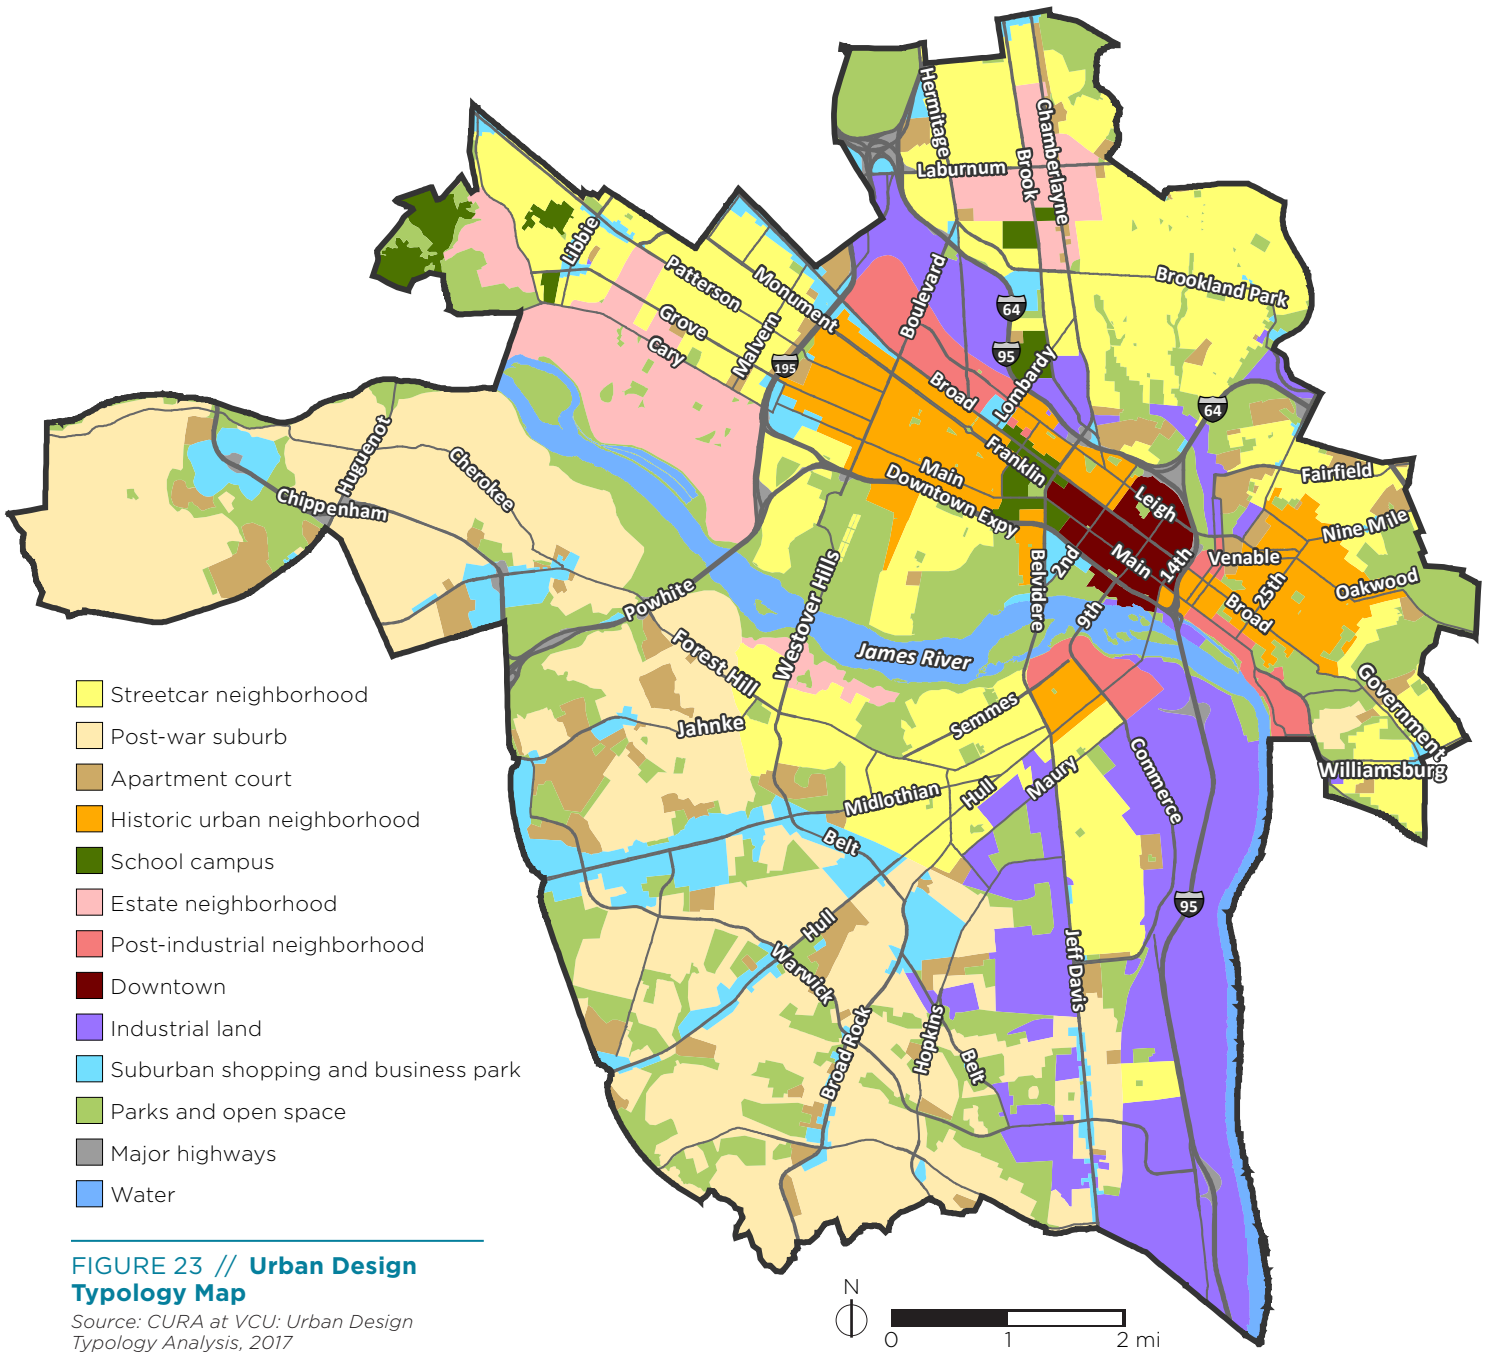 Hermitage
Chamberlayne
Brook
Laburnum
Libbie
Patterson
Monument
Boulevard
Brookland Park
Grove
Cary
Malvern
195
64
95
Lombardy
Broad
64
Huguenot
Cherokee
Chippenham
Franklin
Main
Downtown Expy
Leigh
Fairfield
Nine Mile
Venable
Oakwood
25th
Broad
Main
14th
2nd
Belvidere
9th
Powhite
Westover Hills
James River
Forest Hill
Jahnke
Semmes
Government
Williamsburg
Commerce
Maury
Hull
Midlothian
Belt
95
Hull
Warwick
Jeff Davis
Broad Rock
Hopkins
Belt
Streetcar neighborhood
Post-war suburb
Apartment court
Historic urban neighborhood
School campus
Estate neighborhood
Post-industrial neighborhood
Downtown
Industrial land
Suburban shopping and business park
Parks and open space
Major highways
Water
FIGURE 23 // Urban Design
Typology Map
Source: CURA at VCU: Urban Design
Typology Analysis, 2017
N
0 1 2 mi